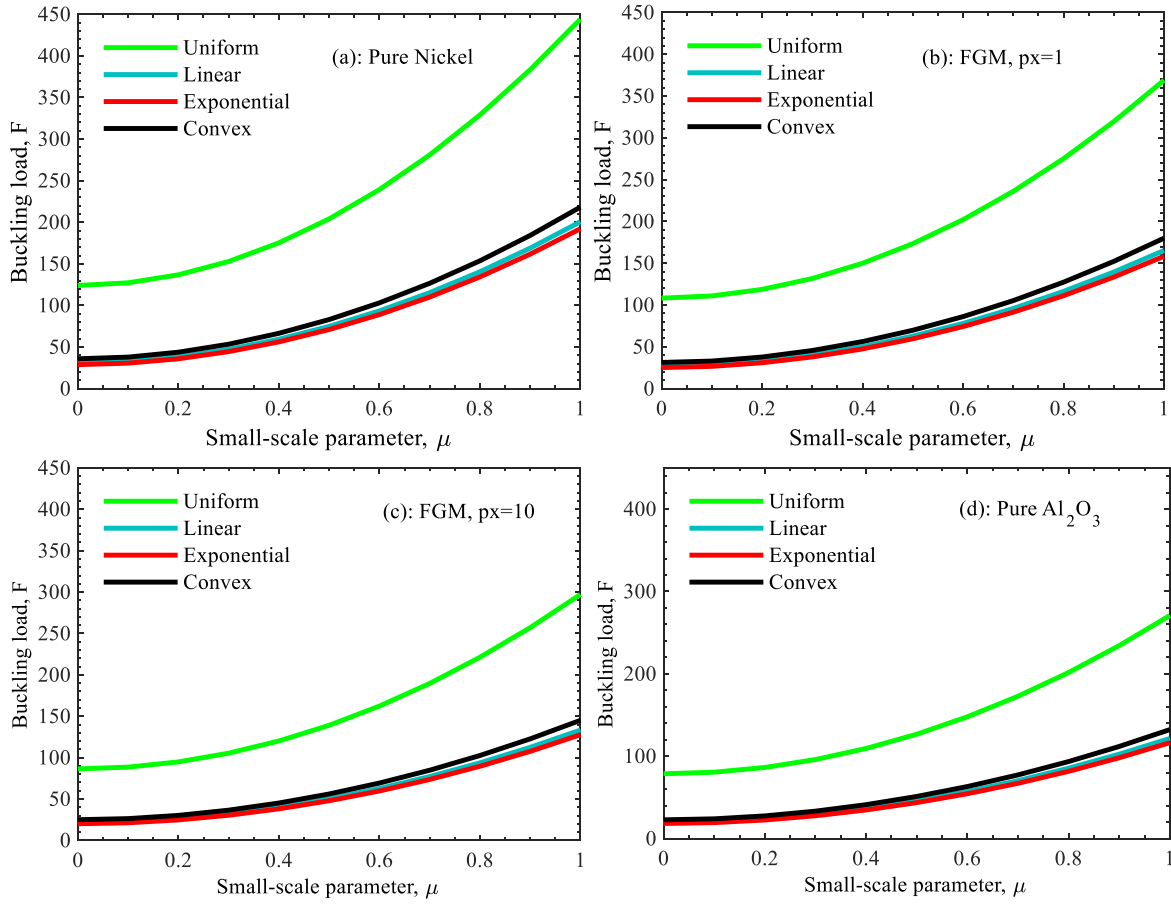 450
400
350
300
250
200
150
100
50
0
Buckling load, F
Uniform
Linear
Exponential
Convex
(a): Pure Nickel
0 0.2 0.4 0.6 0.8 1
Small-scale parameter, μ
450
400
350
300
250
200
150
100
50
0
Buckling load, F
Uniform
Linear
Exponential
Convex
(b): FGM, px=1
0 0.2 0.4 0.6 0.8 1
Small-scale parameter, μ
450
400
350
300
250
200
150
100
50
0
Buckling load, F
Uniform
Linear
Exponential
Convex
(c): FGM, px=10
0 0.2 0.4 0.6 0.8 1
Small-scale parameter, μ
400
300
200
100
0
Buckling load, F
Uniform
Linear
Exponential
Convex
(d): Pure Al₂O₃
0 0.2 0.4 0.6 0.8 1
Small-scale parameter, μ